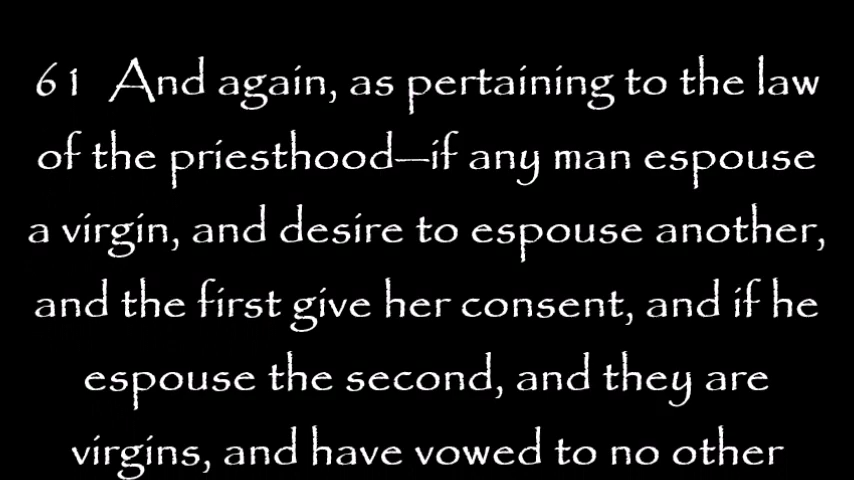 61 And again, as pertaining to the law
of the priesthood—if any man espouse
a virgin, and desire to espouse another,
and the first give her consent, and if he
espouse the second, and they are
virgins, and have vowed to no other